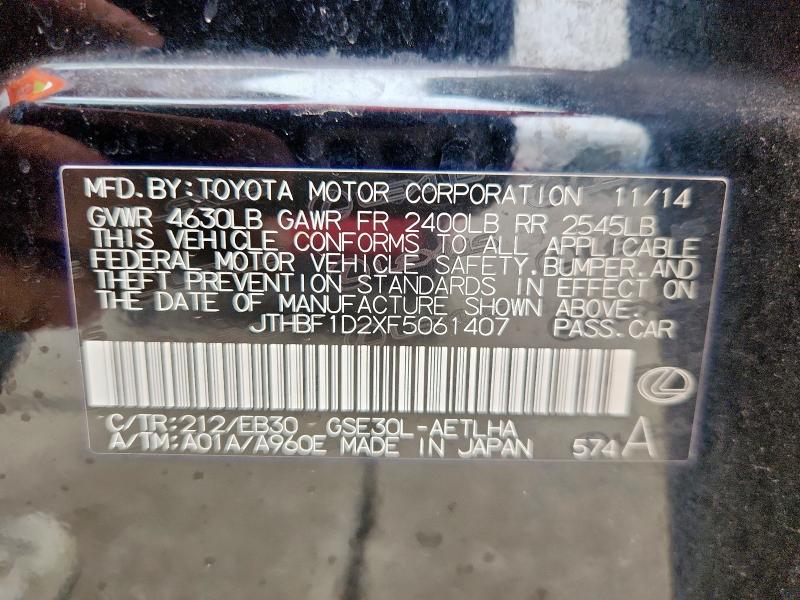 MFD.BY:TOYOTA MOTOR CORPORATION 11/14
GVWR 4630LB GAWR FR 2400LB RR 2545LB
THIS VEHICLE CONFORMS TO ALL APPLICABLE
FEDERAL MOTOR VEHICLE SAFETY.BUMPER.AND
THEFT PREVENTION STANDARDS IN EFFECT ON
THE DATE OF MANUFACTURE SHOWN ABOVE.
JTHBF1D2XF5061407 PASS.CAR
C/TR:212/EB30 GSE30L-AETLHA
A/TM:A01A/A960E MADE IN JAPAN 574A